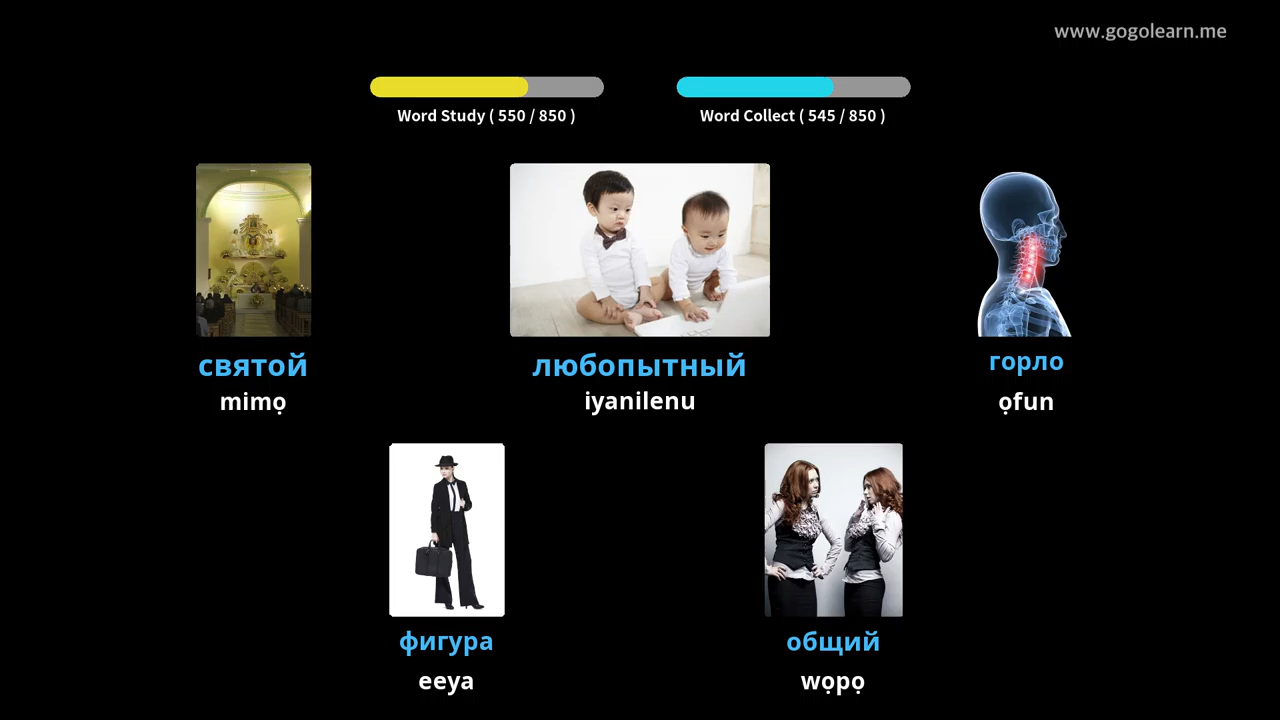 www.gogolearn.me
Word Study ( 550 / 850 )
Word Collect ( 545 / 850 )
святой
mimọ
любопытный
iyanilenu
горло
ọfun
фигура
eeya
общий
wọpọ